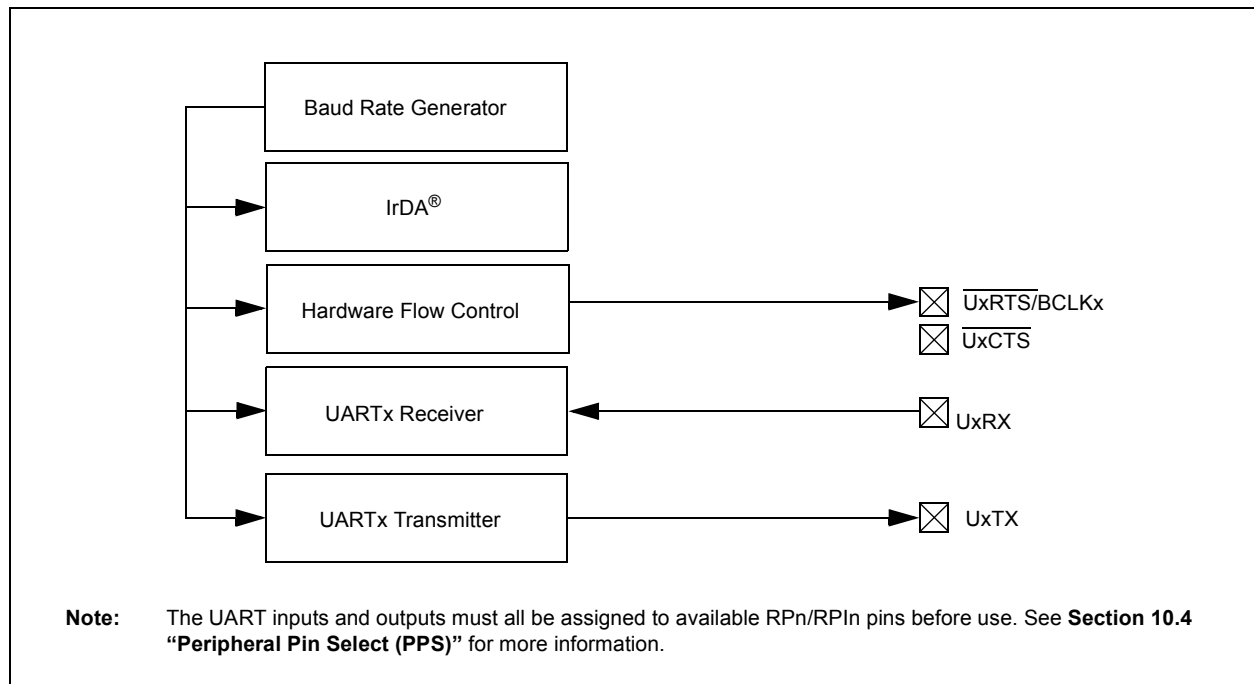 Baud Rate Generator
IrDA®
Hardware Flow Control
UxRTS/BCLKx
UxCTS
UARTx Receiver
UxRX
UARTx Transmitter
UxTX
Note: The UART inputs and outputs must all be assigned to available RPn/RPIn pins before use. See Section 10.4
“Peripheral Pin Select (PPS)” for more information.